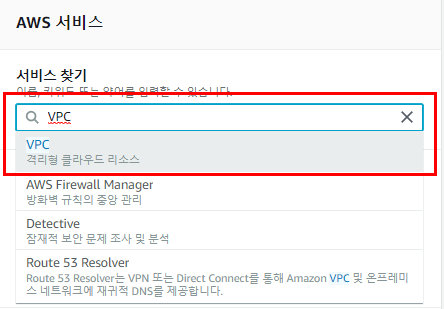 AWS 서비스
서비스 찾기
이름, 키워드 또는 약어를 입력할 수 있습니다.
VPC
VPC
격리형 클라우드 리소스
AWS Firewall Manager
방화벽 규칙의 중앙 관리
Detective
잠재적 보안 문제 조사 및 분석
Route 53 Resolver
Route 53 Resolver는 VPN 또는 Direct Connect를 통해 Amazon VPC 및 온프레미
스 네트워크에 재귀적 DNS를 제공합니다.